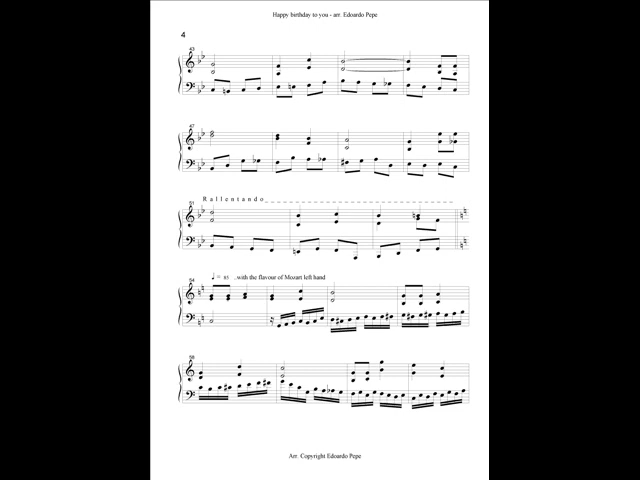 Happy birthday to you - arr. Edoardo Pepe
4
43
47
Rallentando
51
54
= 85 ..with the flavour of Mozart left hand
58
Arr. Copyright Edoardo Pepe